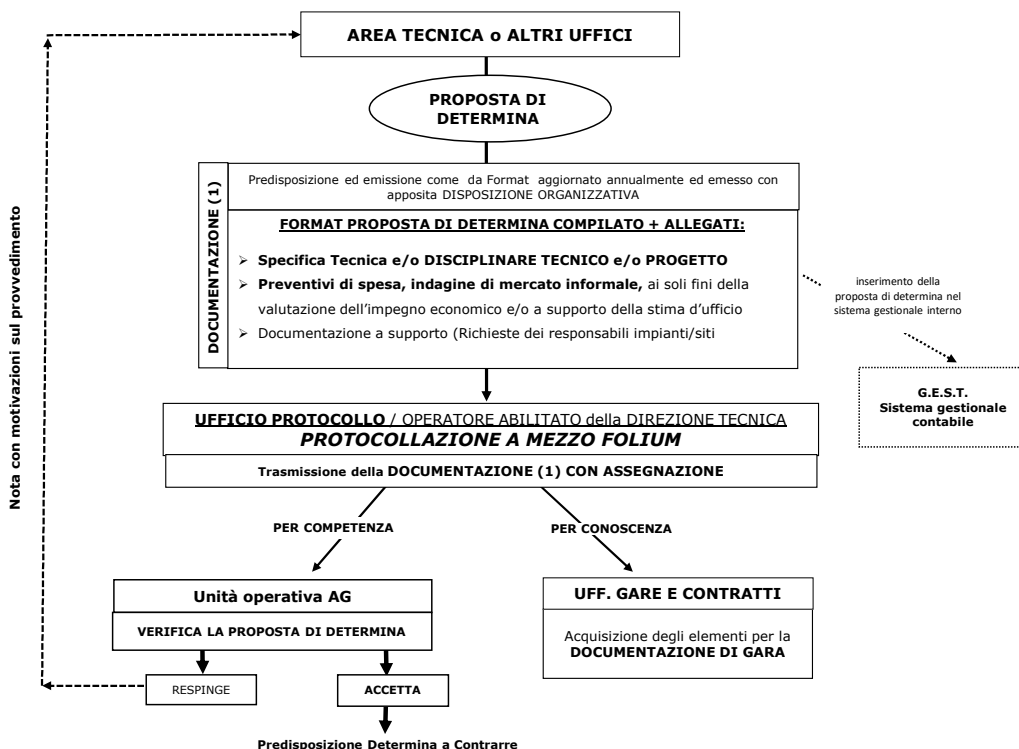 AREA TECNICA o ALTRI UFFICI
PROPOSTA DI
DETERMINA
Nota con motivazioni sul provvedimento
DOCUMENTAZIONE (1)
Predisposizione ed emissione come da Format aggiornato annualmente ed emesso con
apposita DISPOSIZIONE ORGANIZZATIVA
FORMAT PROPOSTA DI DETERMINA COMPILATO + ALLEGATI:
➢ Specifica Tecnica e/o DISCIPLINARE TECNICO e/o PROGETTO
➢ Preventivi di spesa, indagine di mercato informale, ai soli fini della
valutazione dell’impegno economico e/o a supporto della stima d’ufficio
➢ Documentazione a supporto (Richieste dei responsabili impianti/siti
inserimento della
proposta di determina nel
sistema gestionale interno
G.E.S.T.
Sistema gestionale
contabile
UFFICIO PROTOCOLLO / OPERATORE ABILITATO della DIREZIONE TECNICA
PROTOCOLLAZIONE A MEZZO FOLIUM
Trasmissione della DOCUMENTAZIONE (1) CON ASSEGNAZIONE
PER COMPETENZA
PER CONOSCENZA
Unità operativa AG
VERIFICA LA PROPOSTA DI DETERMINA
UFF. GARE E CONTRATTI
Acquisizione degli elementi per la
DOCUMENTAZIONE DI GARA
RESPINGE
ACCETTA
Predisposizione Determina a Contrarre